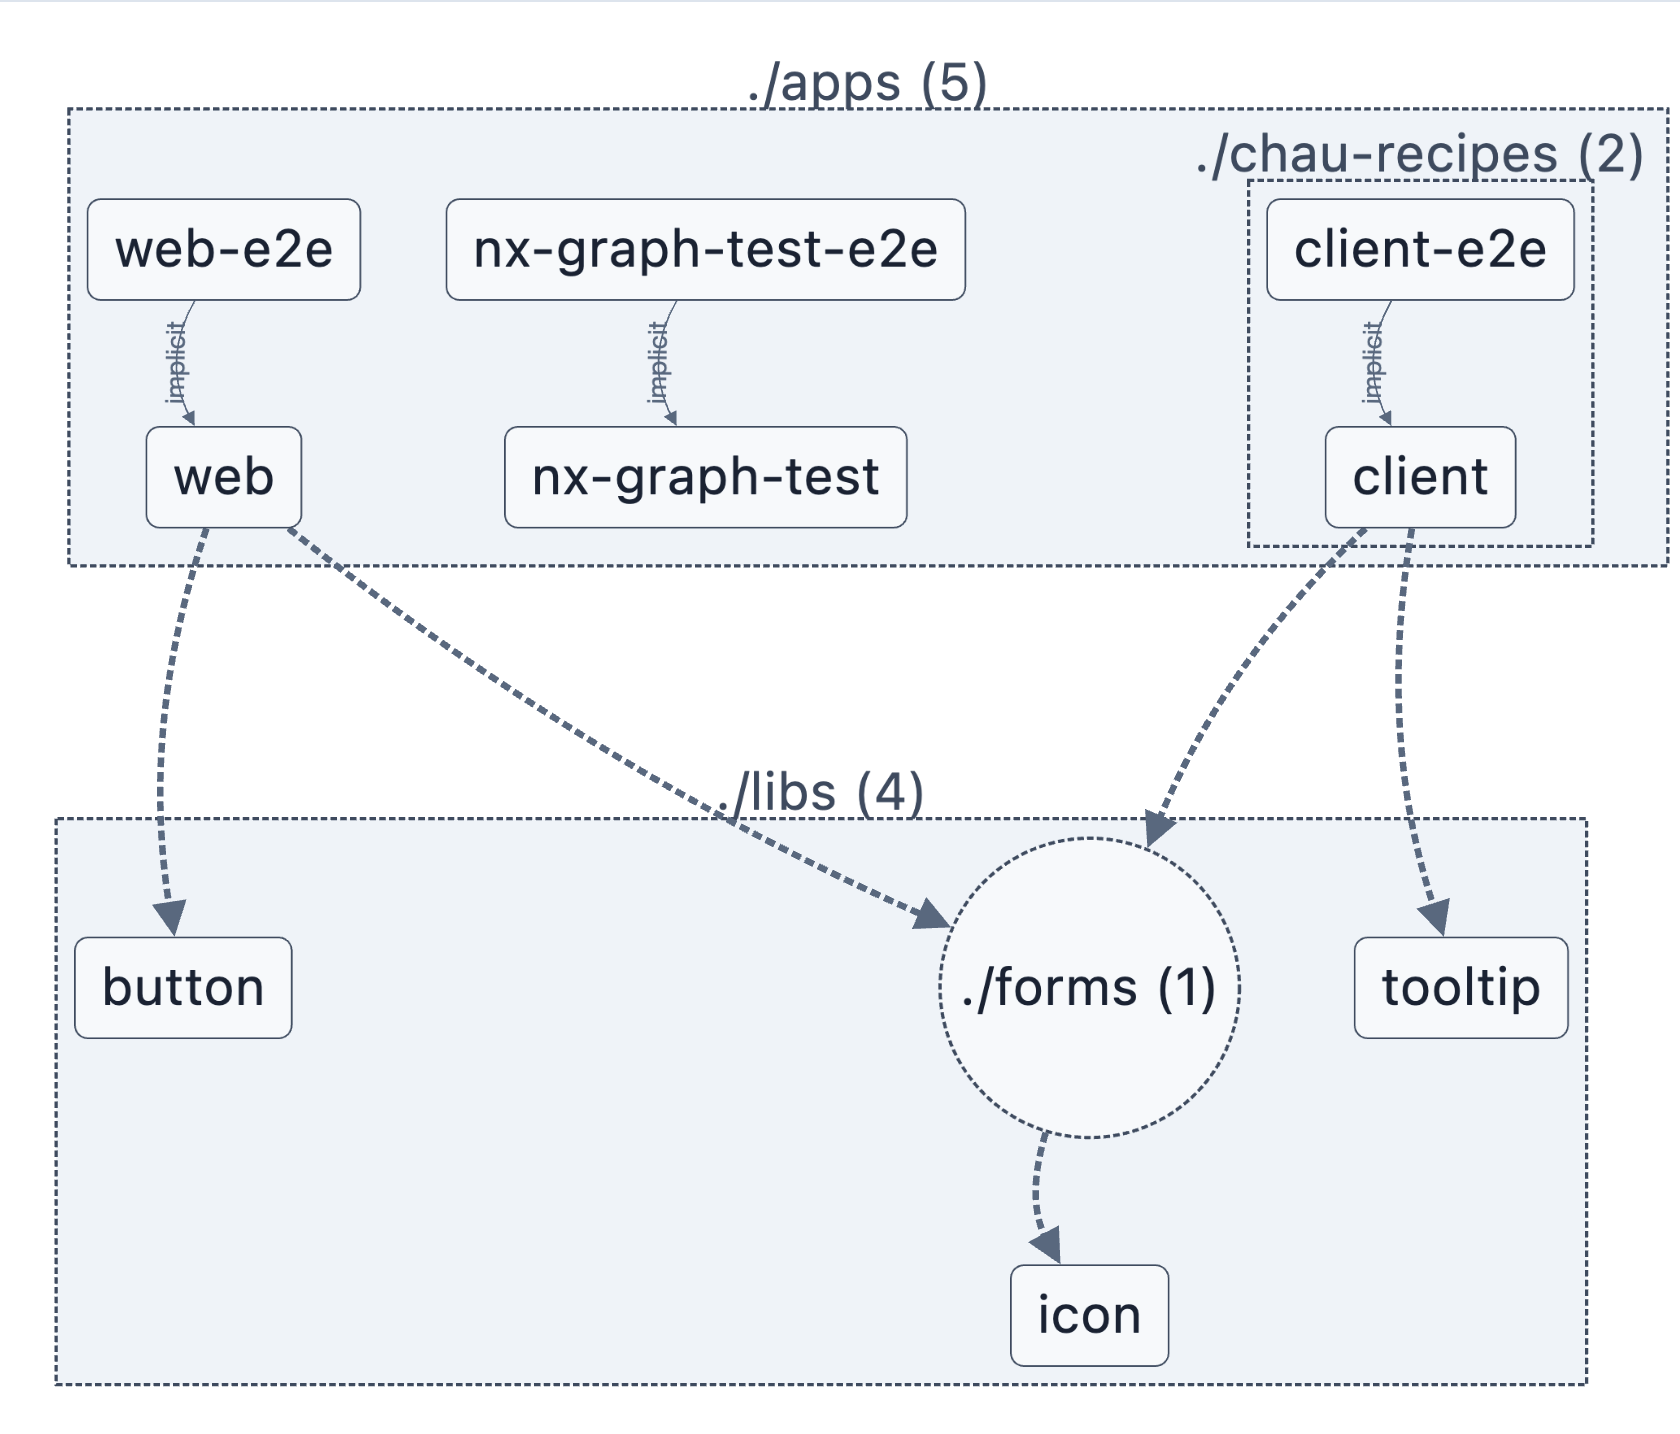 ./apps (5)
./chau-recipes (2)
web-e2e
nx-graph-test-e2e
client-e2e
implicit
implicit
implicit
web
nx-graph-test
client
./libs (4)
button
./forms (1)
tooltip
icon